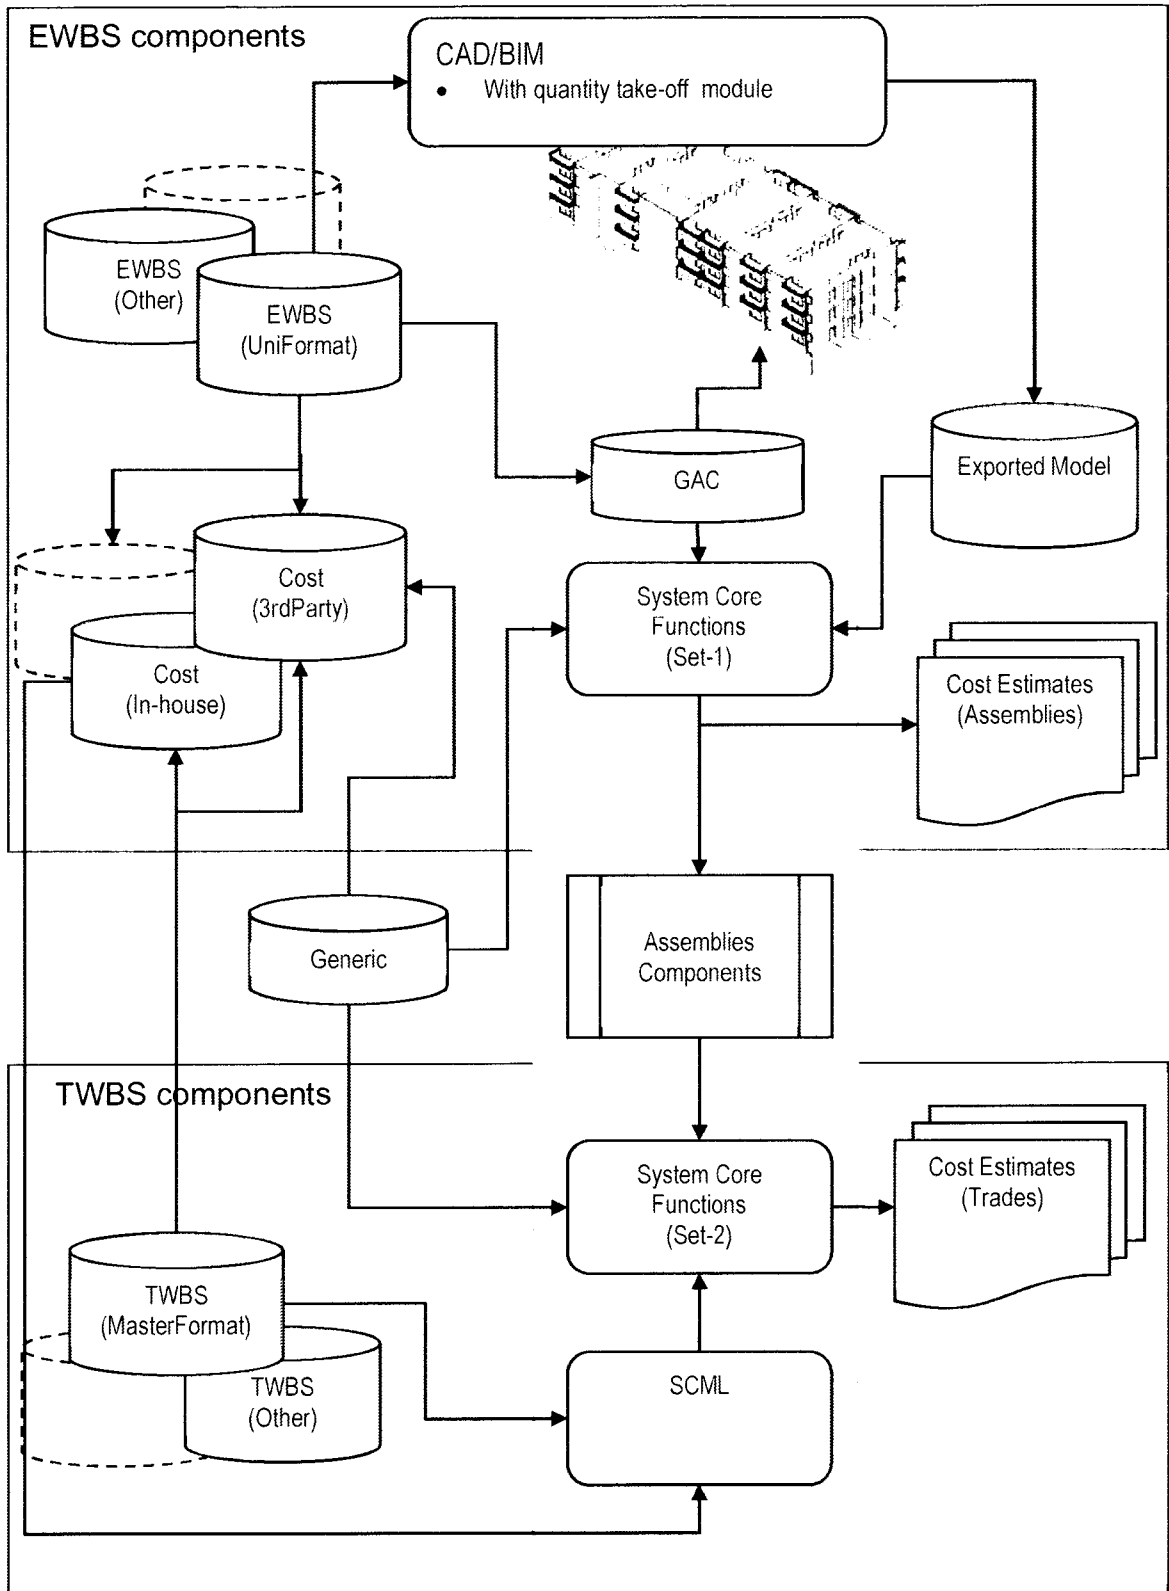 EWBS components
CAD/BIM
• With quantity take-off module
EWBS
(Other)
EWBS
(UniFormat)
GAC
Exported Model
Cost
(3rdParty)
System Core
Functions
(Set-1)
Cost
(In-house)
Cost Estimates
(Assemblies)
Generic
Assemblies
Components
TWBS components
System Core
Functions
(Set-2)
Cost Estimates
(Trades)
TWBS
(MasterFormat)
TWBS
(Other)
SCML